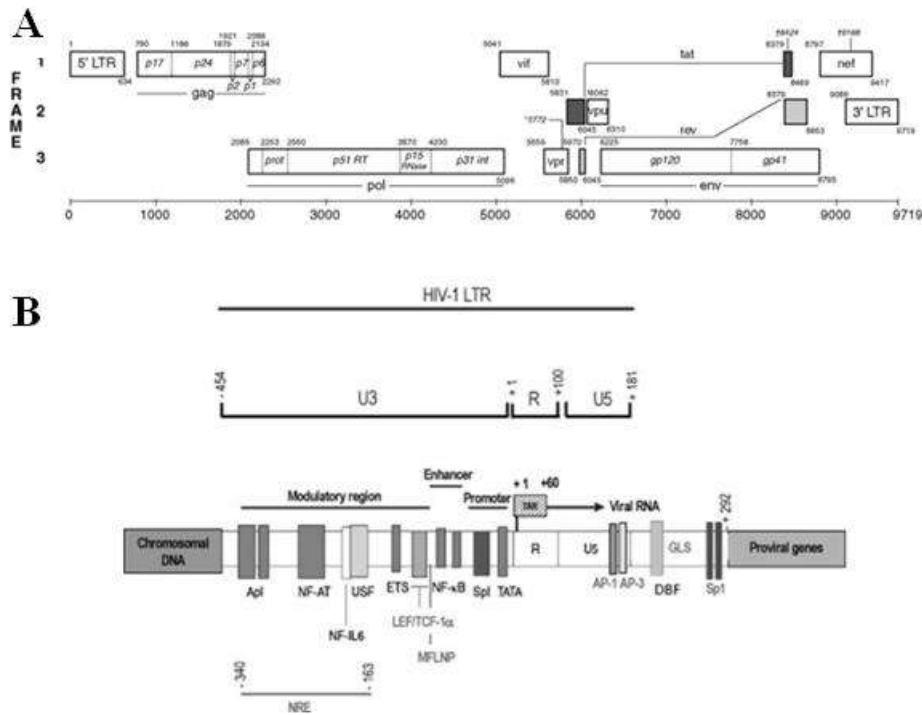 A
1 790 1186 1921 2086
1879 2134
5041 8379 8424 8797 *9168
1 5' LTR p17 p24 p7 p6 vif tat nef
F 634 p2 p1 2292 5619 8469 9417
R gag
A 5831 *6062 8379 9086
M 2 vpu 3' LTR
E *5772 6045 6310 rev 8653 9719
2085 2253 2550 3870 4230 5559 5970 6225 7758
3 prot p51 RT p15 p31 int vpr gp120 gp41
RNase
pol 5096 5850 6045 env 8795
0 1000 2000 3000 4000 5000 6000 7000 8000 9000 9719
B
HIV-1 LTR
- 454 + 1 +100 + 181
U3 R U5
Enhancer
Modulatory region Promoter + 1 +60 Viral RNA
TAR + 292
Chromosomal DNA R U5 GLS Proviral genes
ApI NF-AT USF ETS NF-κB SpI TATA AP-1 AP-3 DBF Sp1
NF-IL6 LEF/TCF-1α
MFLNP
- 340 - 163
NRE